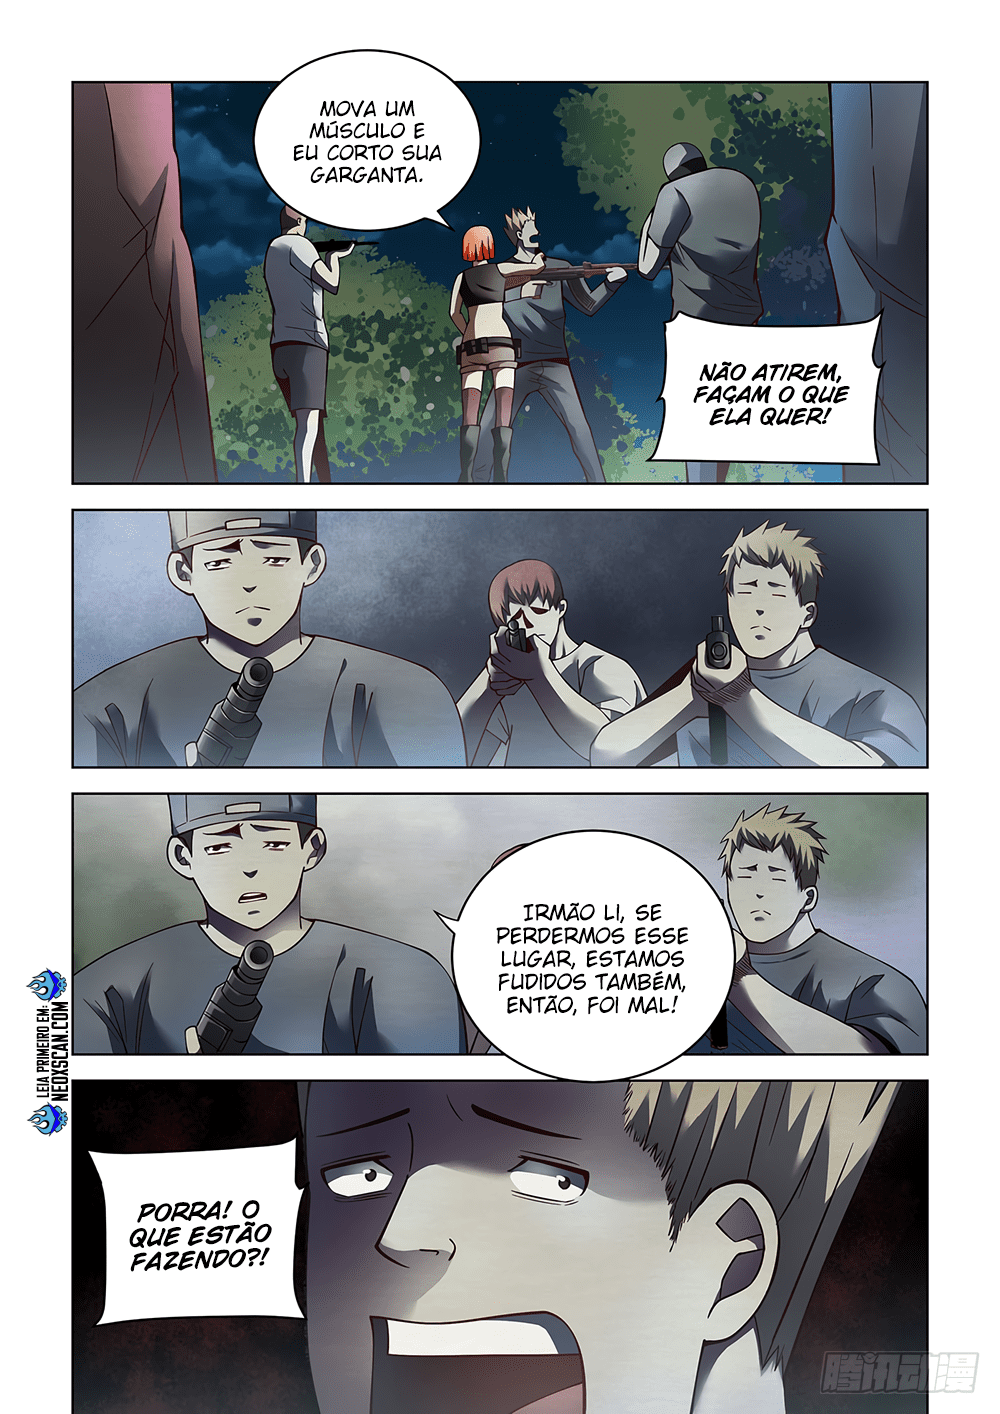 MOVA UM
MÚSCULO E
EU CORTO SUA
GARGANTA.
NÃO ATIREM,
FAÇAM O QUE
ELA QUER!
IRMÃO LI, SE
PERDERMOS ESSE
LUGAR, ESTAMOS
FUDIDOS TAMBÉM,
ENTÃO, FOI MAL!
LEIA PRIMEIRO EM:
NEOXSCAN.COM
PORRA! O
QUE ESTÃO
FAZENDO?!
腾讯动漫